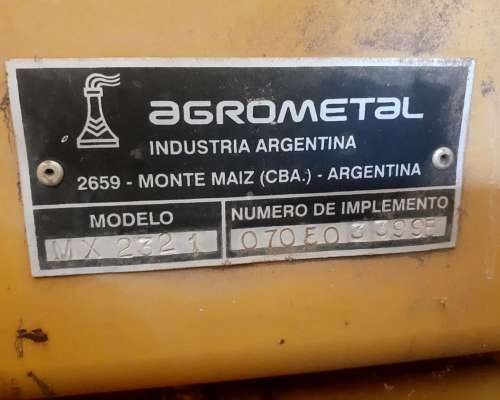 AGROMETAL
INDUSTRIA ARGENTINA
2659 - MONTE MAIZ (CBA.) - ARGENTINA
MODELO
MX 2321
NUMERO DE IMPLEMENTO